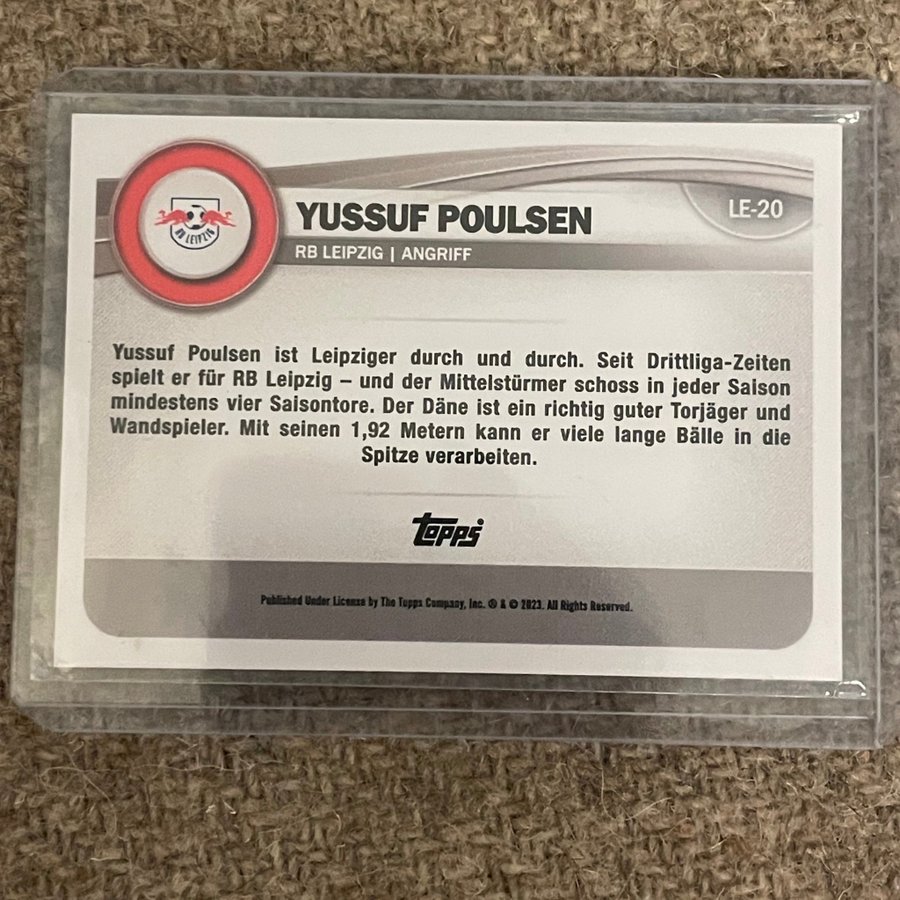 YUSSUF POULSEN
LE-20
RB LEIPZIG | ANGRIFF
RB LEIPZIG
Yussuf Poulsen ist Leipziger durch und durch. Seit Drittliga-Zeiten
spielt er für RB Leipzig – und der Mittelstürmer schoss in jeder Saison
mindestens vier Saisontore. Der Däne ist ein richtig guter Torjäger und
Wandspieler. Mit seinen 1,92 Metern kann er viele lange Bälle in die
Spitze verarbeiten.
Topps
Published Under License by The Topps Company, Inc. ® & © 2023. All Rights Reserved.